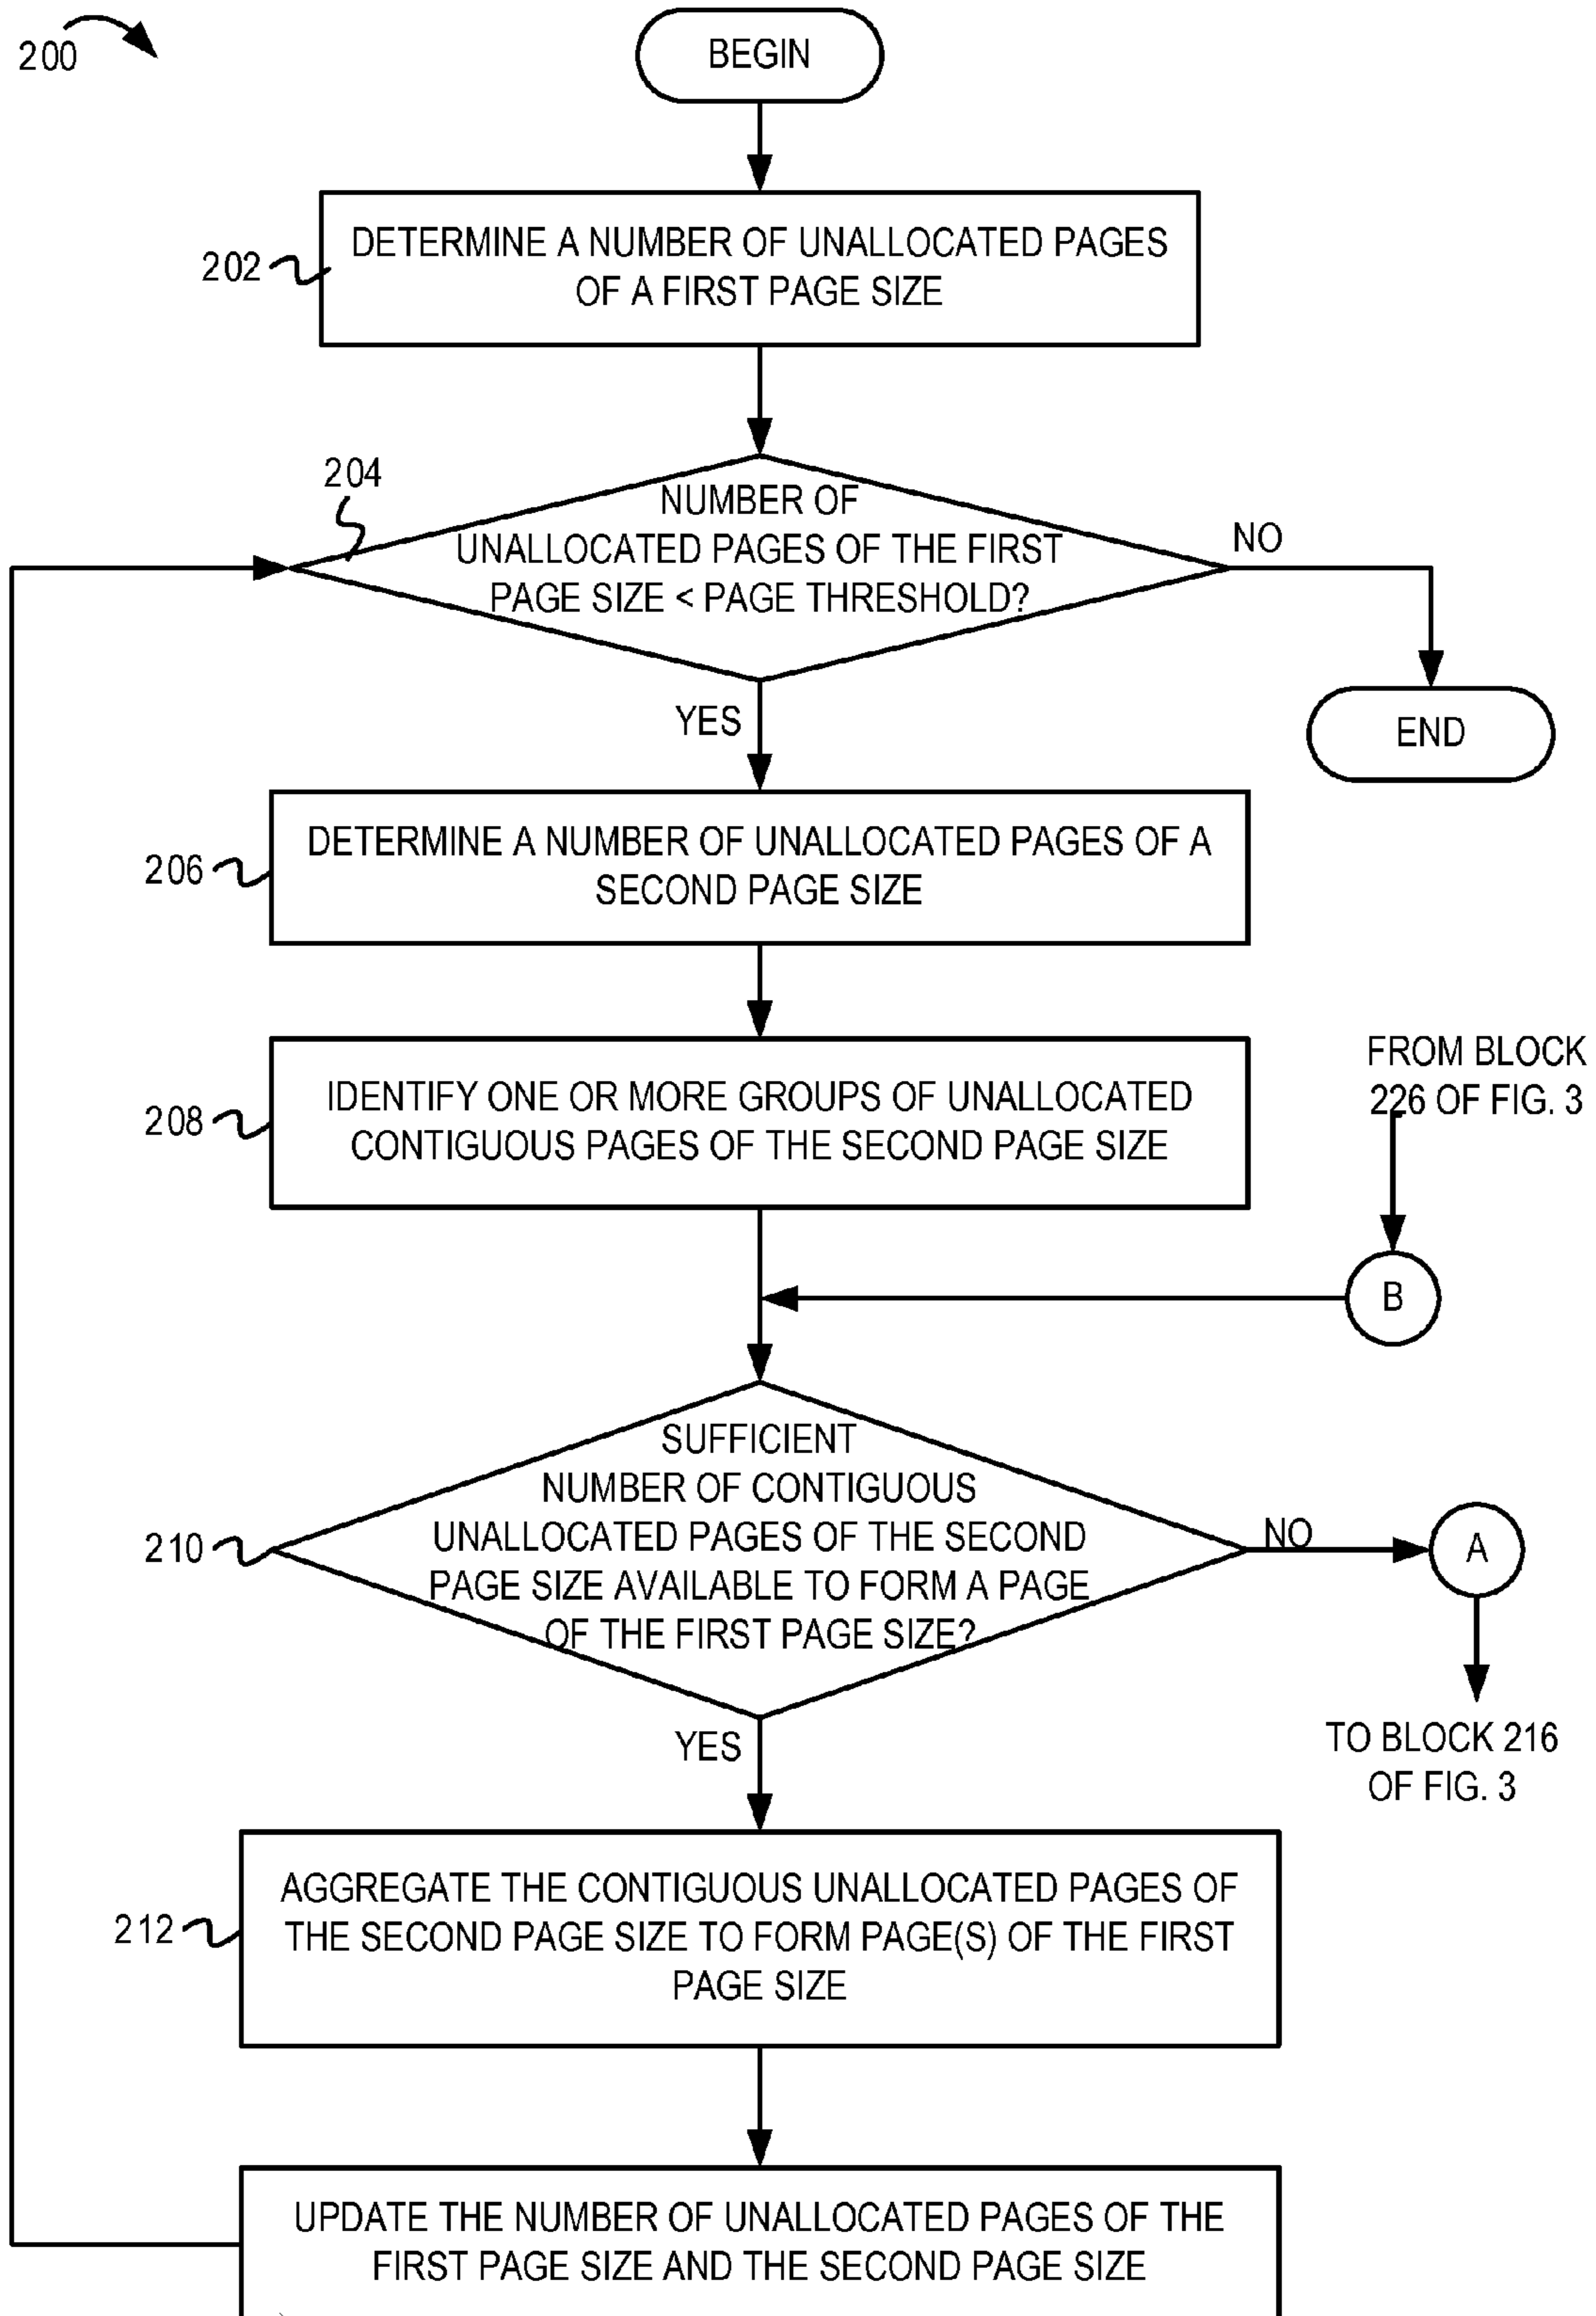 200
BEGIN
202
DETERMINE A NUMBER OF UNALLOCATED PAGES
OF A FIRST PAGE SIZE
204
NUMBER OF
UNALLOCATED PAGES OF THE FIRST
PAGE SIZE < PAGE THRESHOLD?
NO
END
YES
206
DETERMINE A NUMBER OF UNALLOCATED PAGES OF A
SECOND PAGE SIZE
208
IDENTIFY ONE OR MORE GROUPS OF UNALLOCATED
CONTIGUOUS PAGES OF THE SECOND PAGE SIZE
FROM BLOCK
226 OF FIG. 3
B
210
SUFFICIENT
NUMBER OF CONTIGUOUS
UNALLOCATED PAGES OF THE SECOND
PAGE SIZE AVAILABLE TO FORM A PAGE
OF THE FIRST PAGE SIZE?
NO
A
TO BLOCK 216
OF FIG. 3
YES
212
AGGREGATE THE CONTIGUOUS UNALLOCATED PAGES OF
THE SECOND PAGE SIZE TO FORM PAGE(S) OF THE FIRST
PAGE SIZE
UPDATE THE NUMBER OF UNALLOCATED PAGES OF THE
FIRST PAGE SIZE AND THE SECOND PAGE SIZE